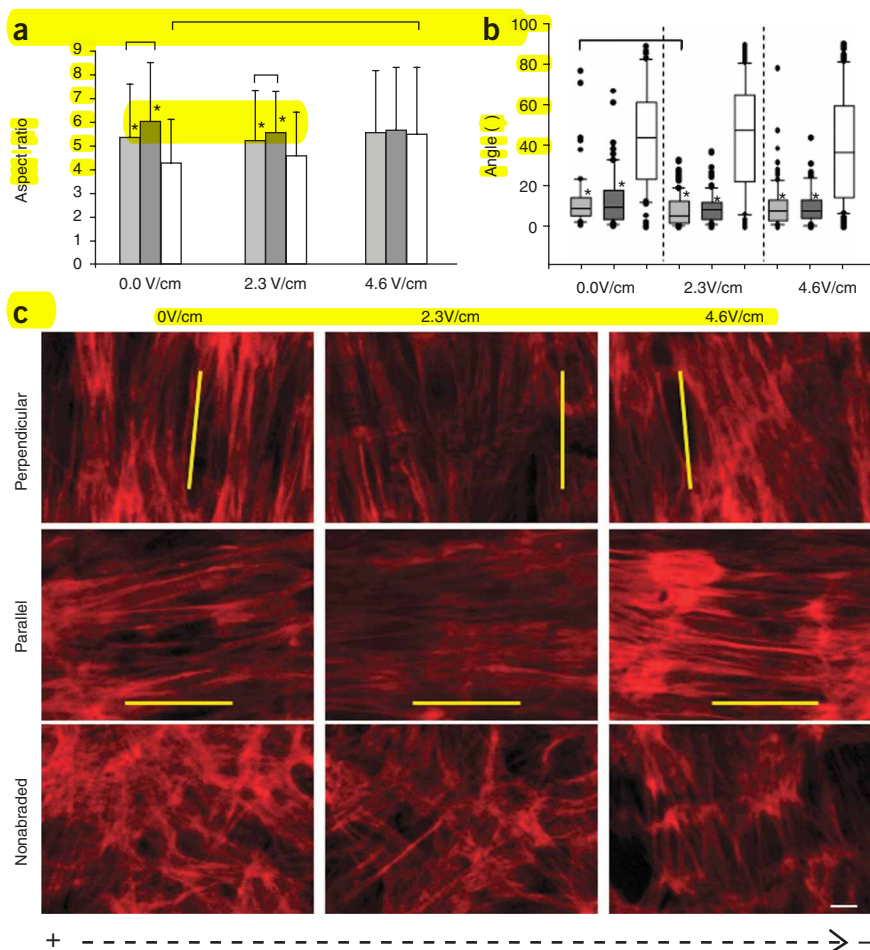 a
9
8
7
6
5
4
3
2
1
0
Aspect ratio
* * * *
0.0 V/cm 2.3 V/cm 4.6 V/cm
b
100
80
60
40
20
0
Angle ( )
* * * * * *
0.0V/cm 2.3V/cm 4.6V/cm
c
0V/cm 2.3V/cm 4.6V/cm
Perpendicular
Parallel
Nonabraded
+ –